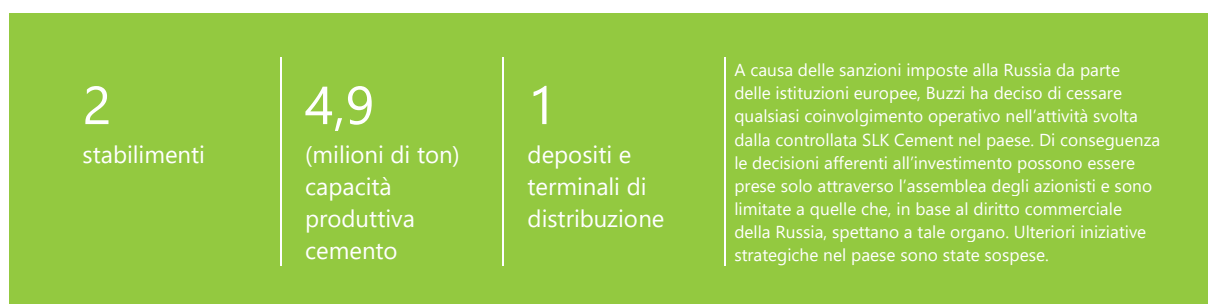 2
stabilimenti
4,9
(milioni di ton)
capacità
produttiva
cemento
1
depositi e
terminali di
distribuzione
A causa delle sanzioni imposte alla Russia da parte
delle istituzioni europee, Buzzi ha deciso di cessare
qualsiasi coinvolgimento operativo nell’attività svolta
dalla controllata SLK Cement nel paese. Di conseguenza
le decisioni afferenti all’investimento possono essere
prese solo attraverso l’assemblea degli azionisti e sono
limitate a quelle che, in base al diritto commerciale
della Russia, spettano a tale organo. Ulteriori iniziative
strategiche nel paese sono state sospese.